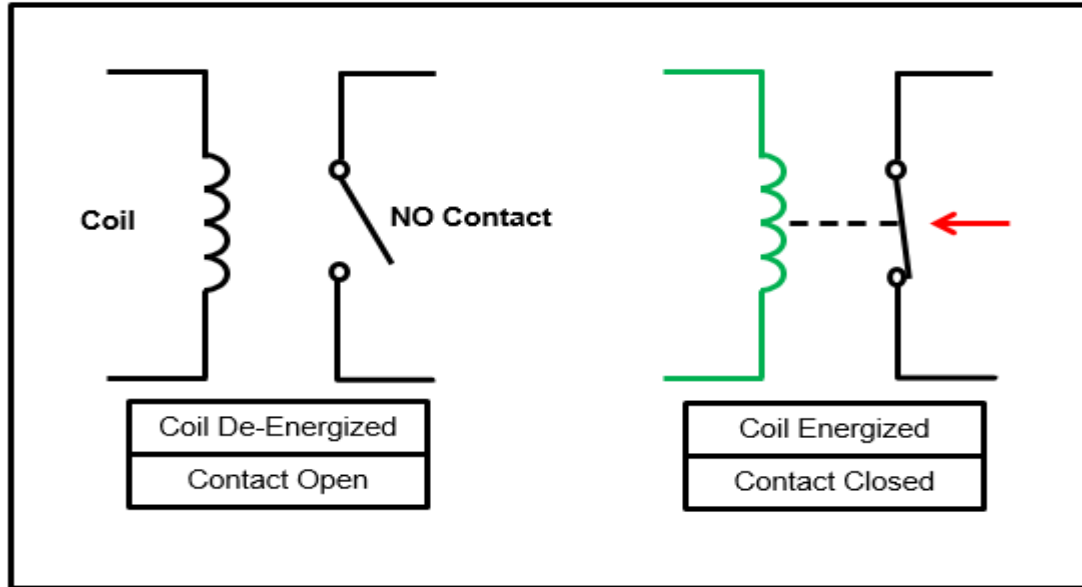 Coil
NO Contact
Coil De-Energized
Contact Open
Coil Energized
Contact Closed